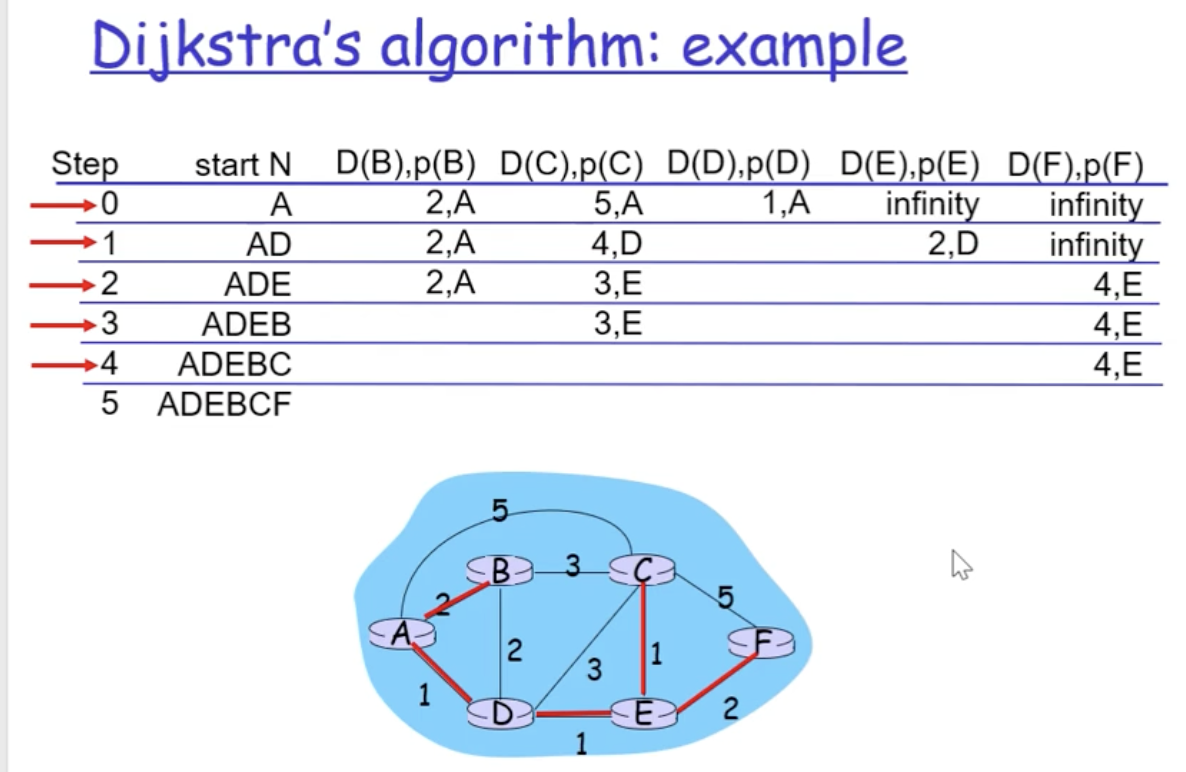 Dijkstra's algorithm: example
Step start N D(B),p(B) D(C),p(C) D(D),p(D) D(E),p(E) D(F),p(F)
0 A 2,A 5,A 1,A infinity infinity
1 AD 2,A 4,D 2,D infinity
2 ADE 2,A 3,E 4,E
3 ADEB 3,E 4,E
4 ADEBC 4,E
5 ADEBCF
5
B 3 C
2 5
A F
2 3 1
1 2
D E
1